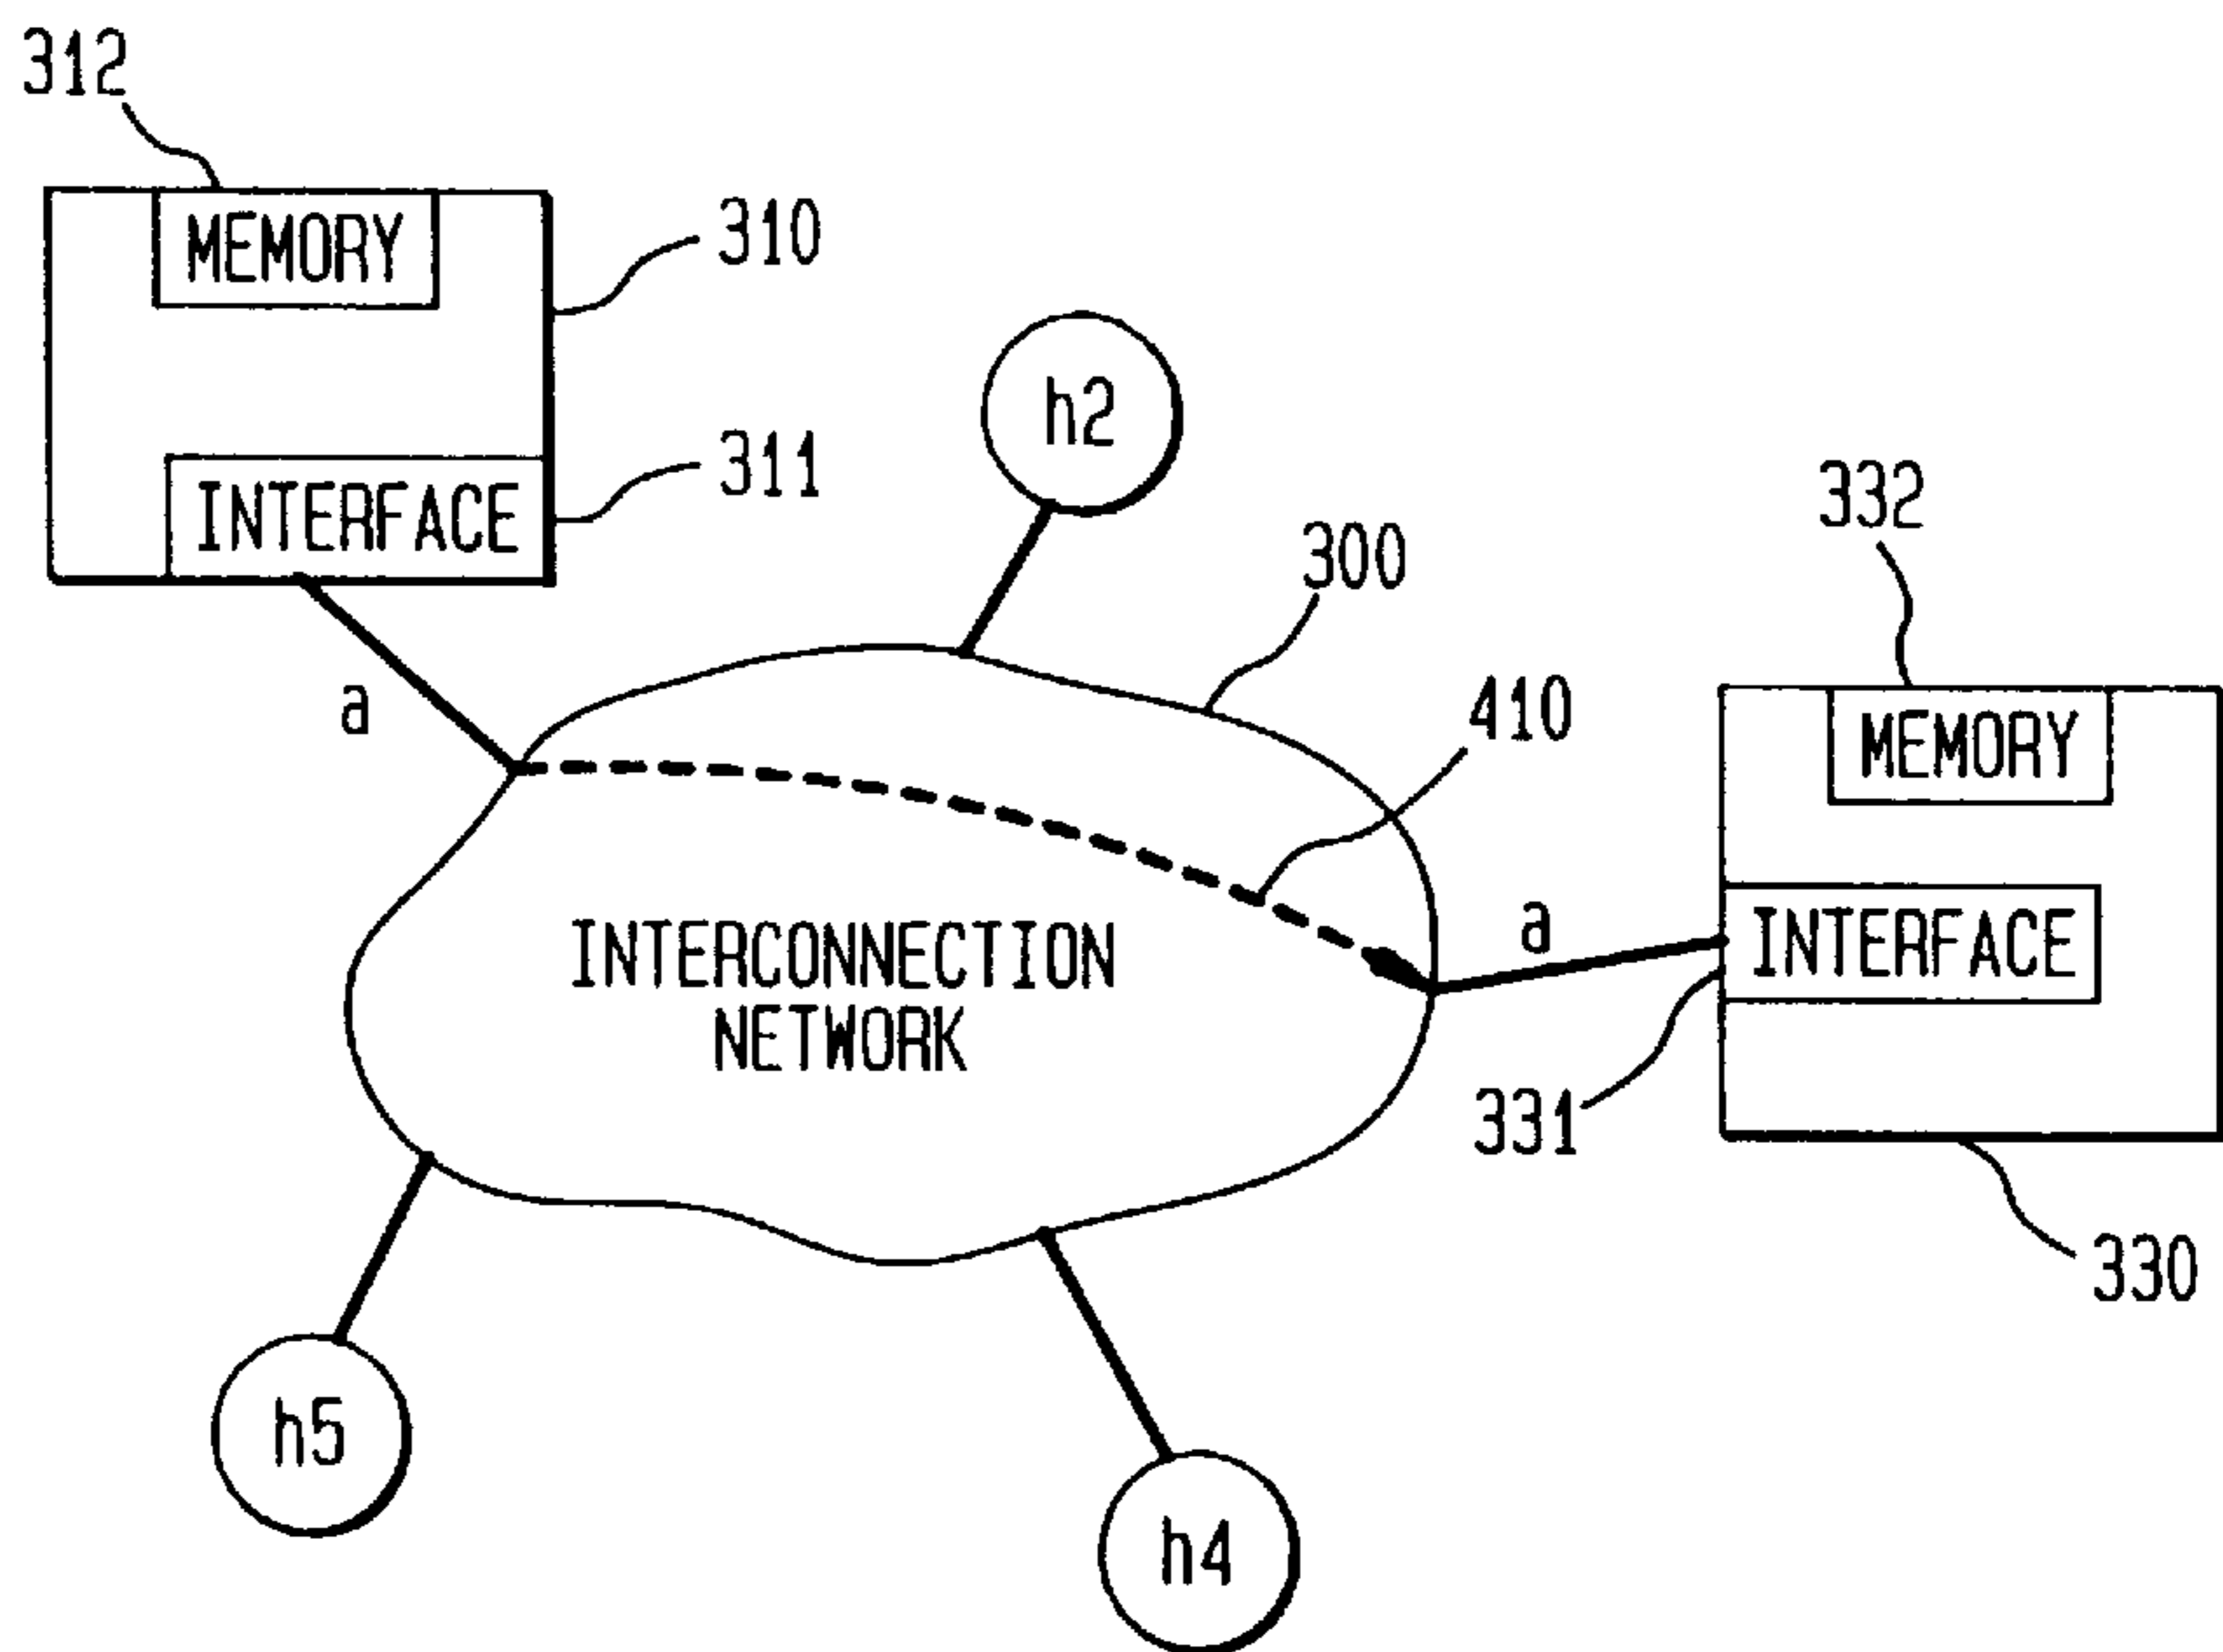 312
MEMORY
310
h2
311
INTERFACE
332
300
a
410
MEMORY
a
INTERFACE
INTERCONNECTION
NETWORK
331
330
h5
h4